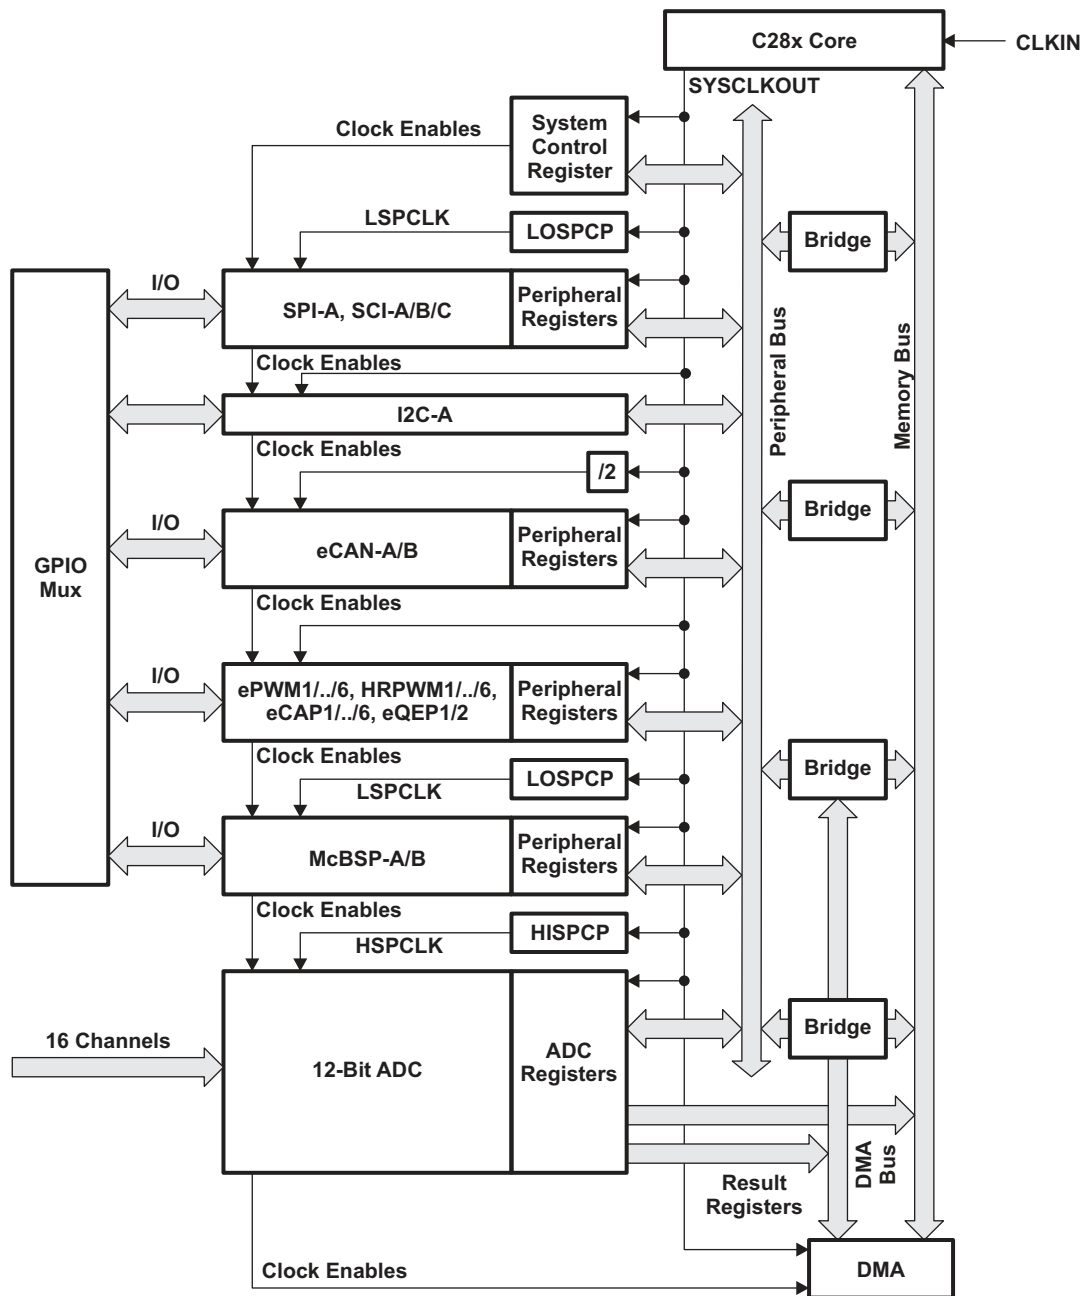 C28x Core
CLKIN
SYSCLKOUT
Clock Enables
System
Control
Register
LSPCLK
LOSPCP
Bridge
I/O
SPI-A, SCI-A/B/C
Peripheral
Registers
Peripheral Bus
Memory Bus
Clock Enables
I2C-A
Clock Enables
/2
Bridge
I/O
eCAN-A/B
Peripheral
Registers
GPIO
Mux
Clock Enables
I/O
ePWM1/../6, HRPWM1/../6,
eCAP1/../6, eQEP1/2
Peripheral
Registers
Clock Enables
LSPCLK
LOSPCP
Bridge
I/O
McBSP-A/B
Peripheral
Registers
Clock Enables
HSPCLK
HISPCP
16 Channels
12-Bit ADC
ADC
Registers
Bridge
DMA
Bus
Result
Registers
Clock Enables
DMA